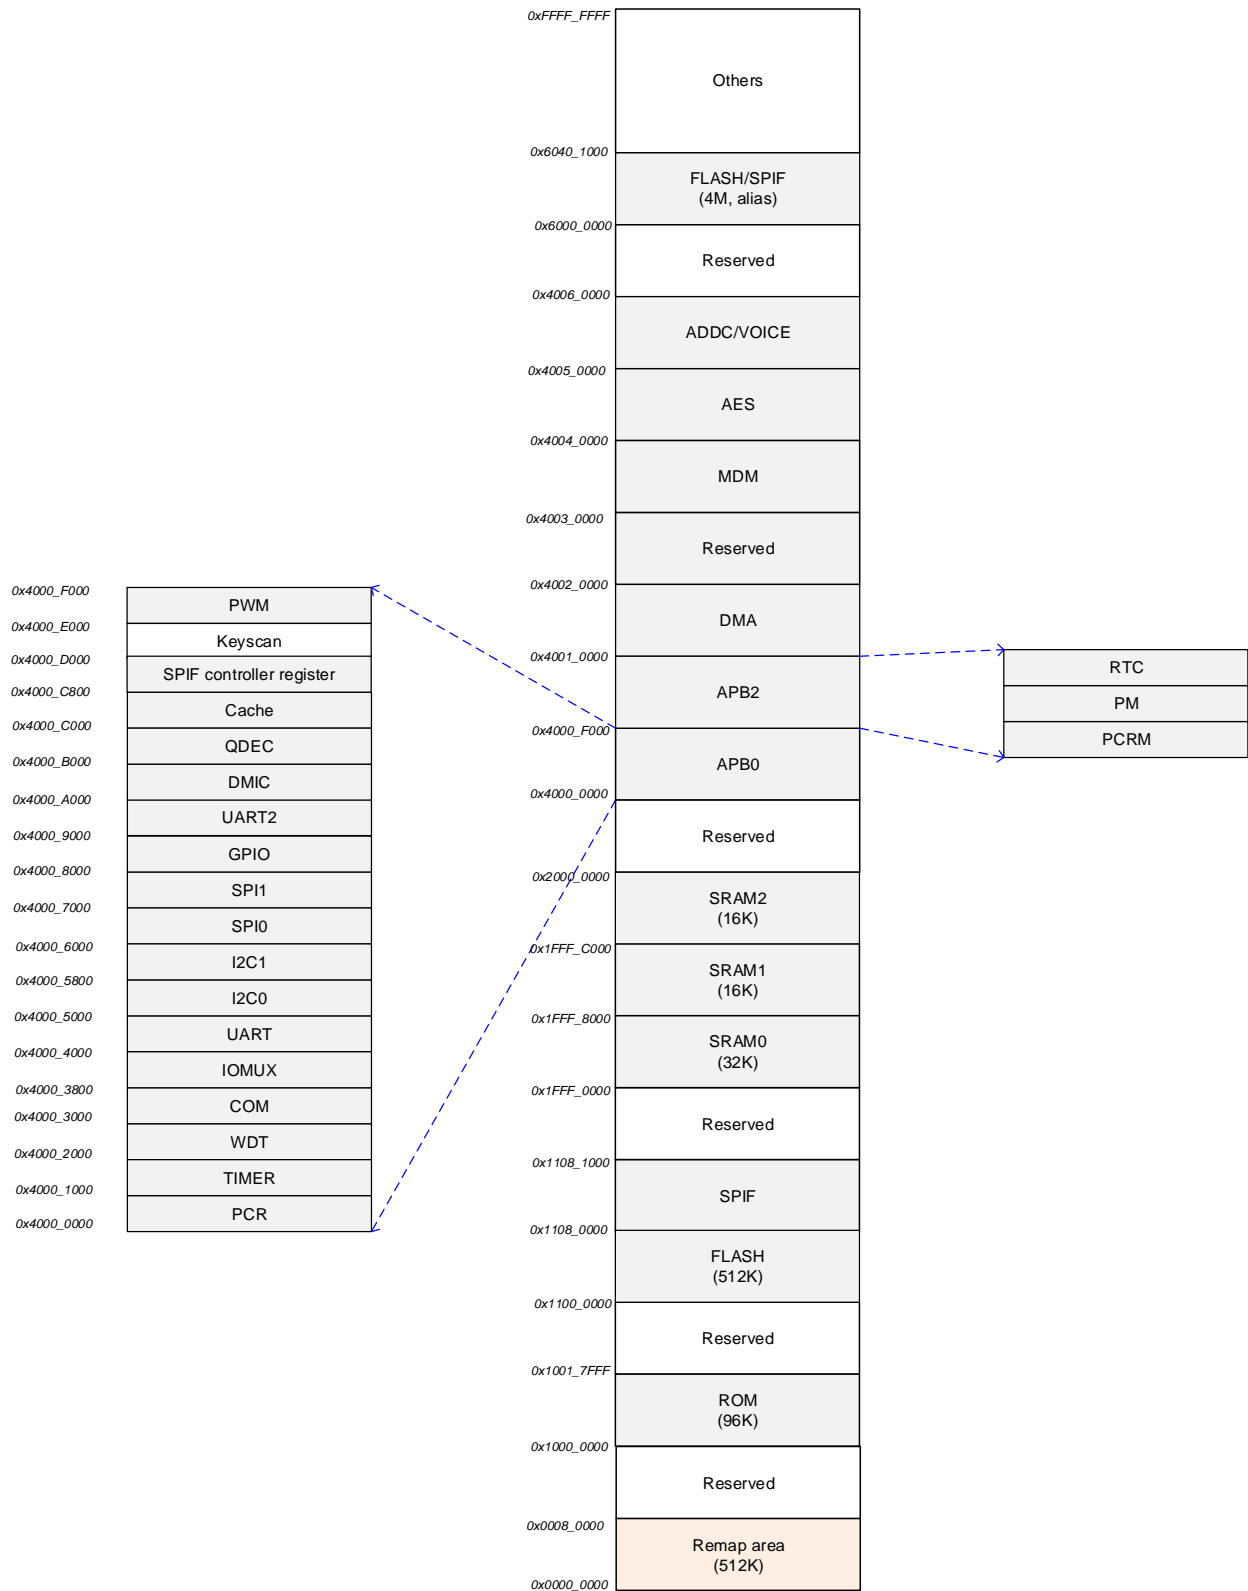 0xFFFF_FFFF
Others
0x6040_1000
FLASH/SPIF
(4M, alias)
0x6000_0000
Reserved
0x4006_0000
ADDC/VOICE
0x4005_0000
AES
0x4004_0000
MDM
0x4003_0000
Reserved
0x4002_0000
DMA
0x4001_0000
APB2
0x4000_F000
APB0
0x4000_0000
Reserved
0x2000_0000
SRAM2
(16K)
0x1FFF_C000
SRAM1
(16K)
0x1FFF_8000
SRAM0
(32K)
0x1FFF_0000
Reserved
0x1108_1000
SPIF
0x1108_0000
FLASH
(512K)
0x1100_0000
Reserved
0x1001_7FFF
ROM
(96K)
0x1000_0000
Reserved
0x0008_0000
Remap area
(512K)
0x0000_0000
0x4000_F000
PWM
0x4000_E000
Keyscan
0x4000_D000
SPIF controller register
0x4000_C800
Cache
0x4000_C000
QDEC
0x4000_B000
DMIC
0x4000_A000
UART2
0x4000_9000
GPIO
0x4000_8000
SPI1
0x4000_7000
SPI0
0x4000_6000
I2C1
0x4000_5800
I2C0
0x4000_5000
UART
0x4000_4000
IOMUX
0x4000_3800
COM
0x4000_3000
WDT
0x4000_2000
TIMER
0x4000_1000
PCR
0x4000_0000
RTC
PM
PCRM